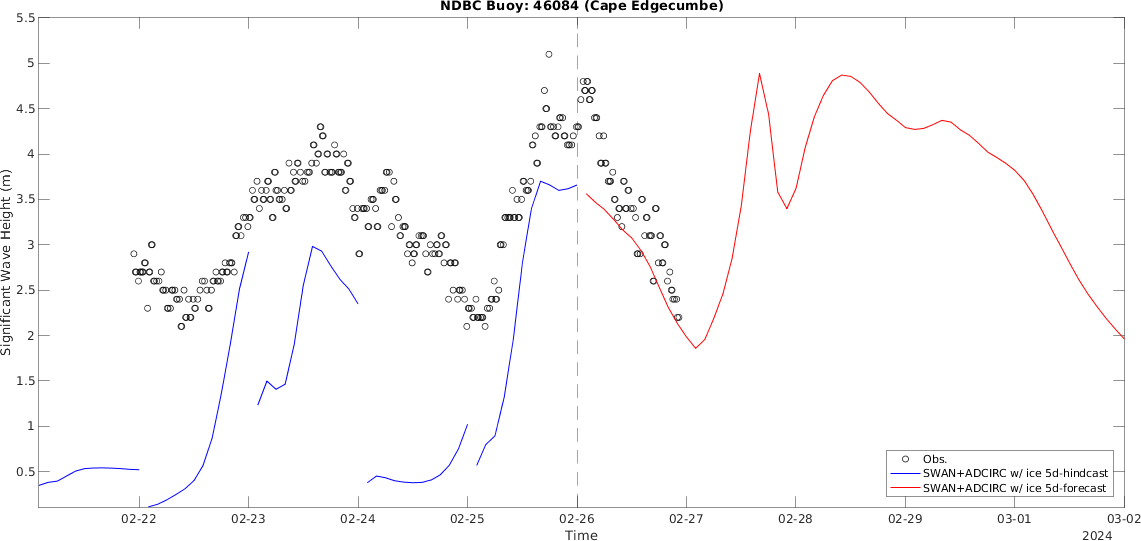 NDBC Buoy: 46084 (Cape Edgecumbe)
Significant Wave Height (m)
5.5
5
4.5
4
3.5
3
2.5
2
1.5
1
0.5
Obs.
SWAN+ADCIRC w/ ice 5d-hindcast
SWAN+ADCIRC w/ ice 5d-forecast
02-22 02-23 02-24 02-25 02-26 02-27 02-28 02-29 03-01 03-02
Time
2024